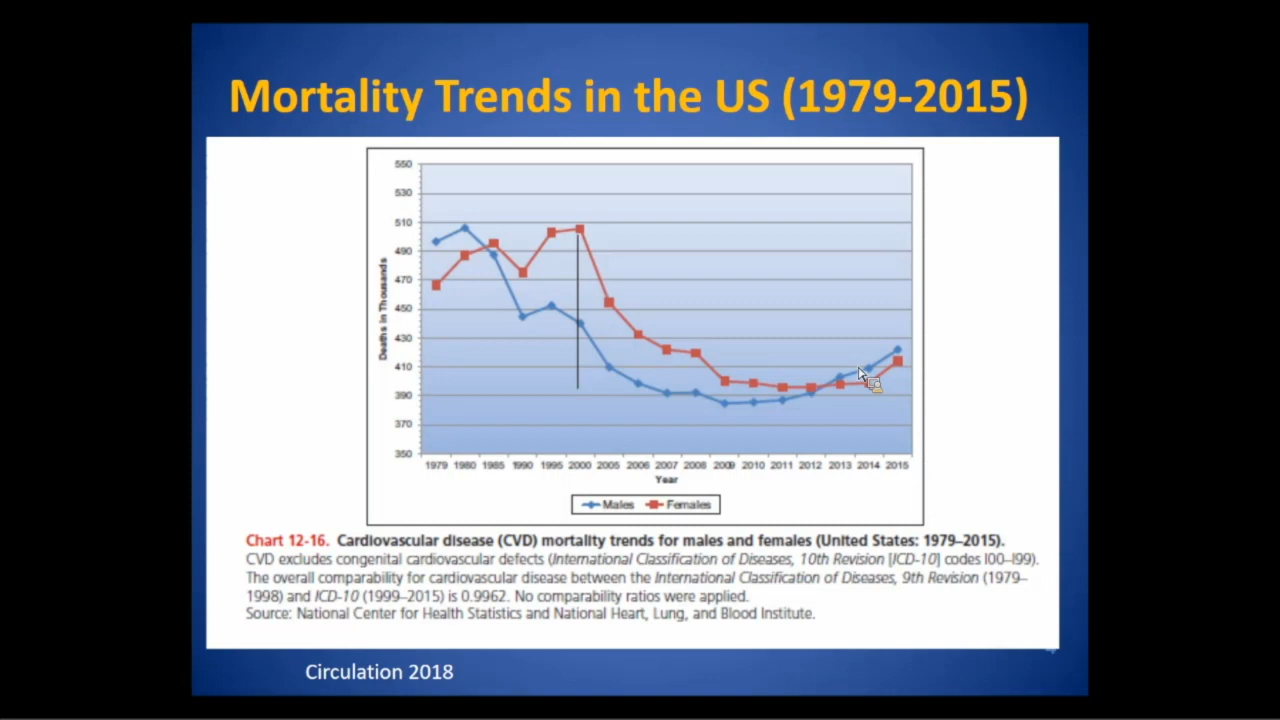 Mortality Trends in the US (1979-2015)
550
530
510
490
470
450
430
410
390
370
350
Deaths in Thousands
1979 1980 1985 1990 1995 2000 2005 2006 2007 2008 2009 2010 2011 2012 2013 2014 2015
Year
Males Females
Chart 12-16. Cardiovascular disease (CVD) mortality trends for males and females (United States: 1979–2015).
CVD excludes congenital cardiovascular defects (International Classification of Diseases, 10th Revision [ICD-10] codes I00–I99).
The overall comparability for cardiovascular disease between the International Classification of Diseases, 9th Revision (1979–
1998) and ICD-10 (1999–2015) is 0.9962. No comparability ratios were applied.
Source: National Center for Health Statistics and National Heart, Lung, and Blood Institute.
Circulation 2018